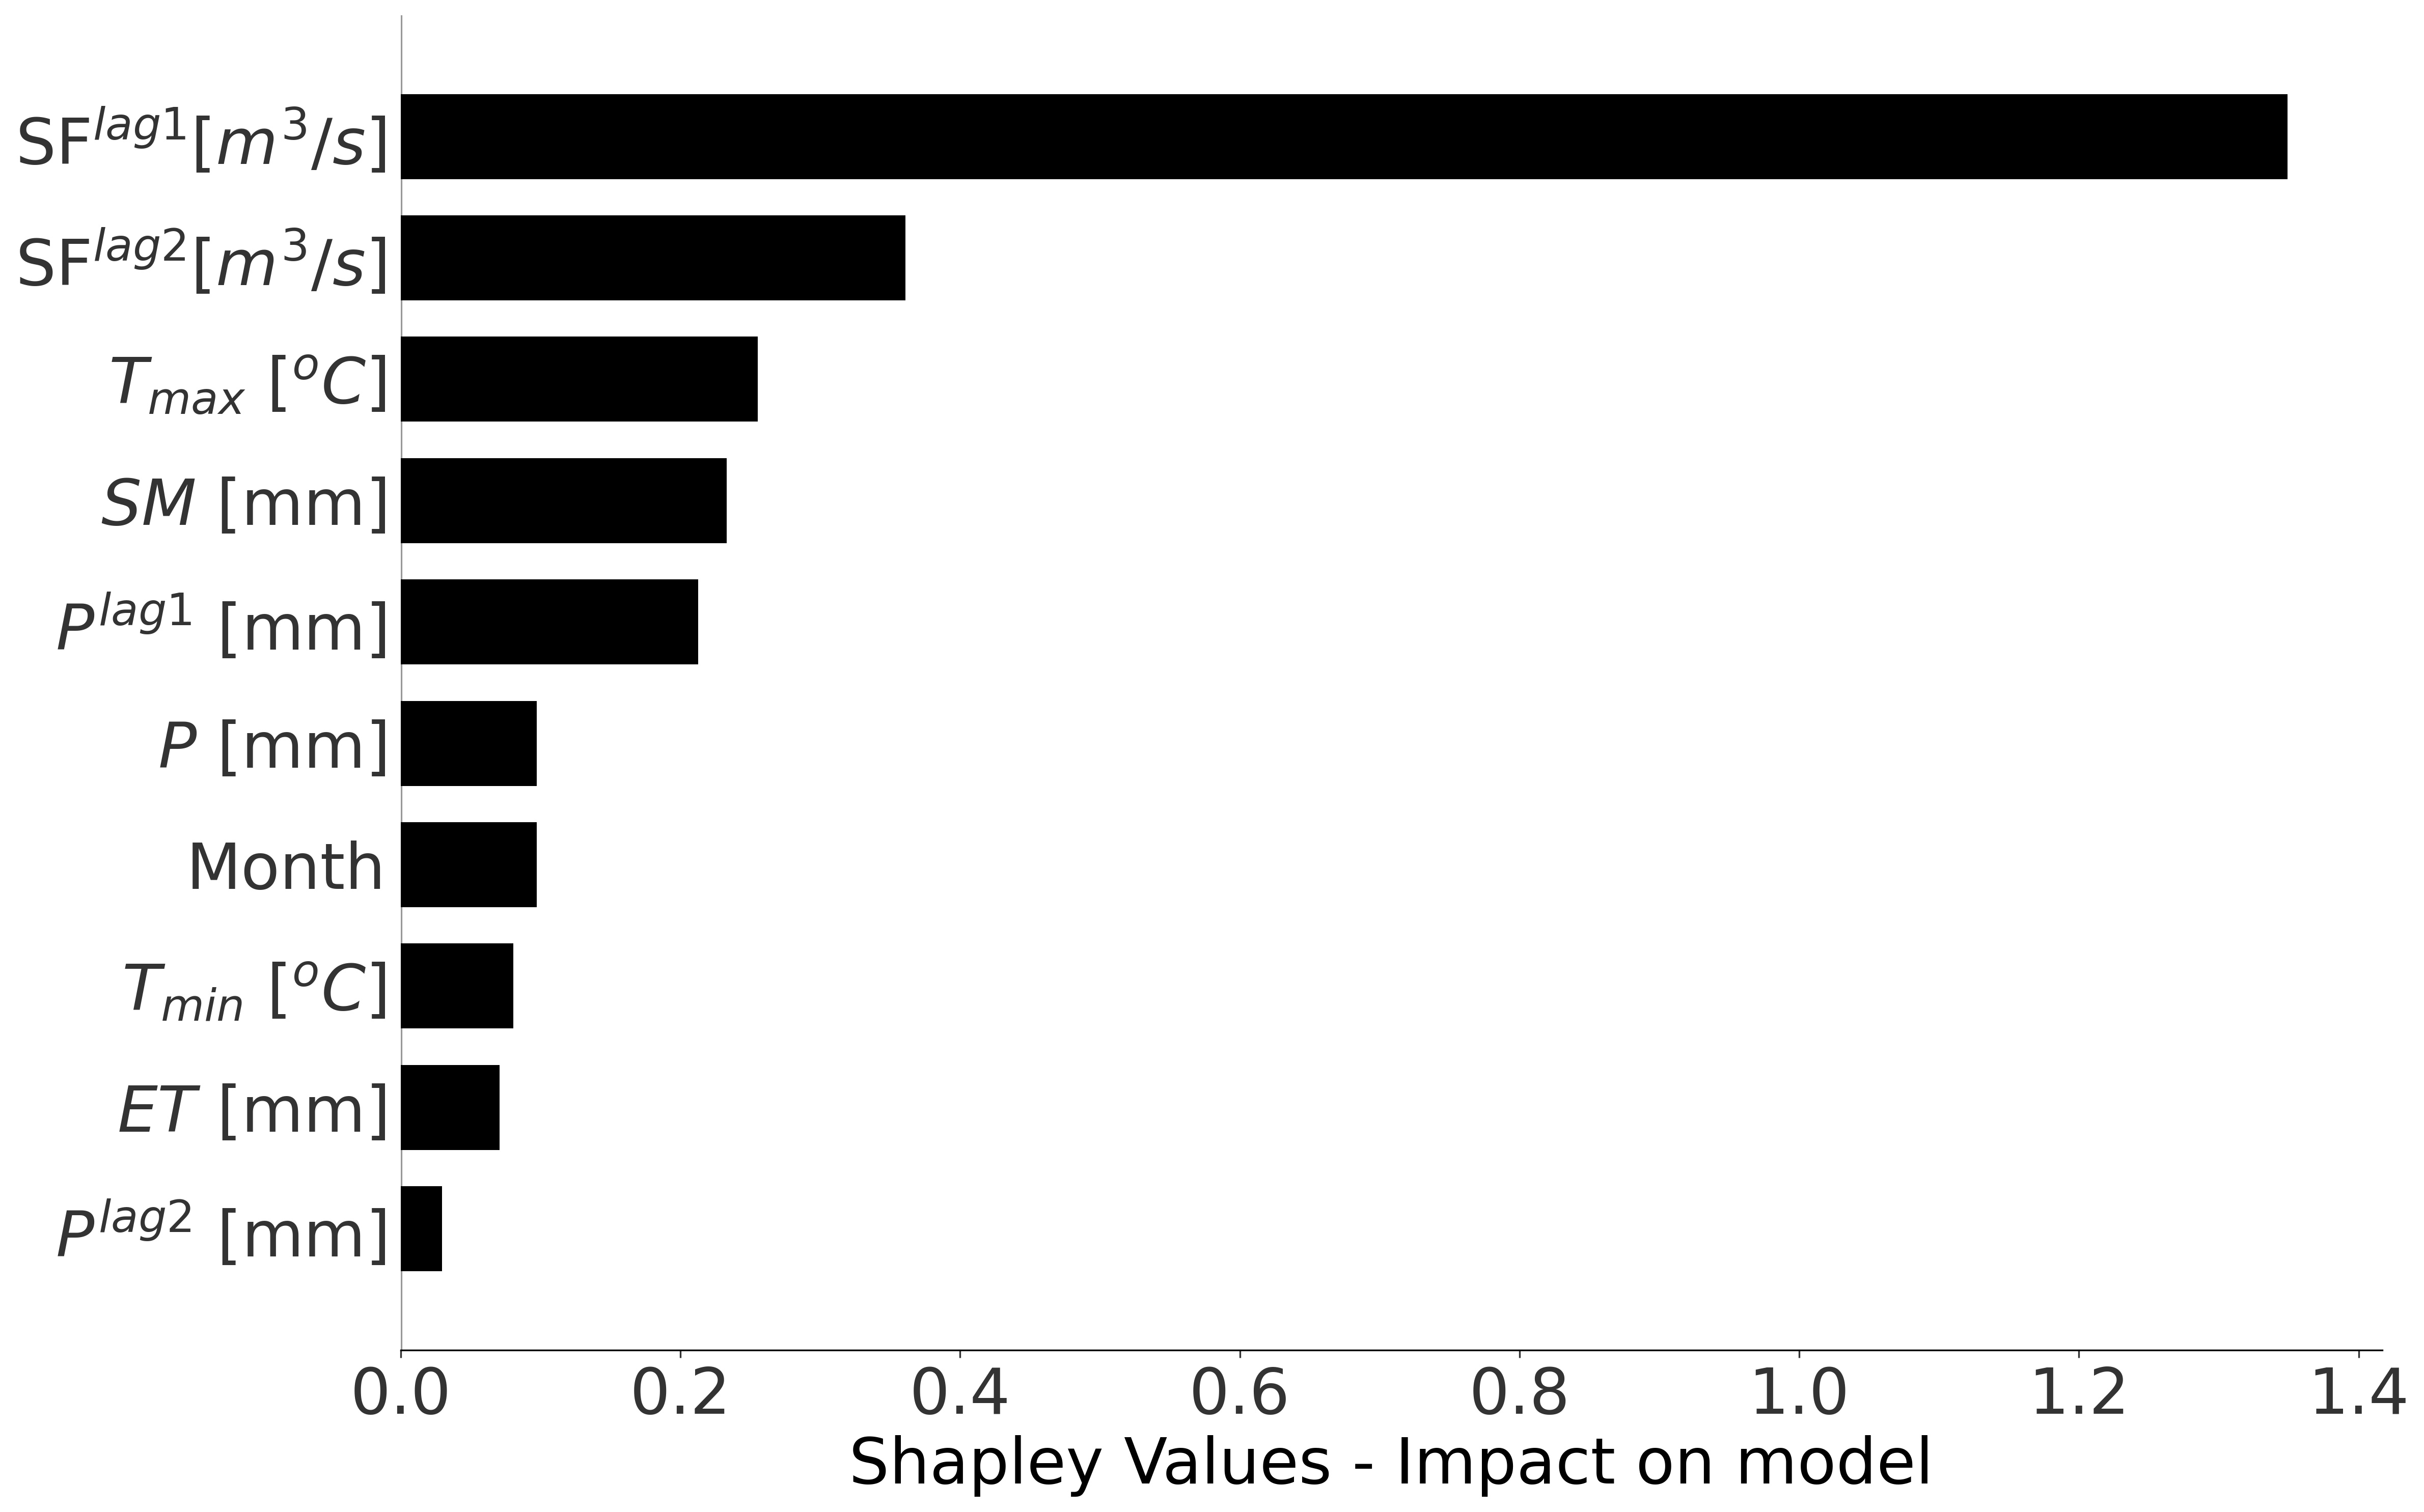 SF^lag1[m^3/s]
SF^lag2[m^3/s]
T_max [^oC]
SM [mm]
P^lag1 [mm]
P [mm]
Month
T_min [^oC]
ET [mm]
P^lag2 [mm]
0.0 0.2 0.4 0.6 0.8 1.0 1.2 1.4
Shapley Values - Impact on model